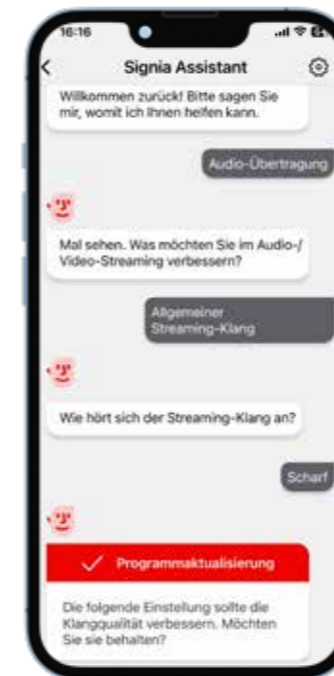 16:16
Signia Assistant
Willkommen zurück! Bitte sagen Sie
mir, womit ich Ihnen helfen kann.
Audio-Übertragung
Mal sehen. Was möchten Sie im Audio-/
Video-Streaming verbessern?
Allgemeiner
Streaming-Klang
Wie hört sich der Streaming-Klang an?
Scharf
Programmaktualisierung
Die folgende Einstellung sollte die
Klangqualität verbessern. Möchten
Sie sie behalten?